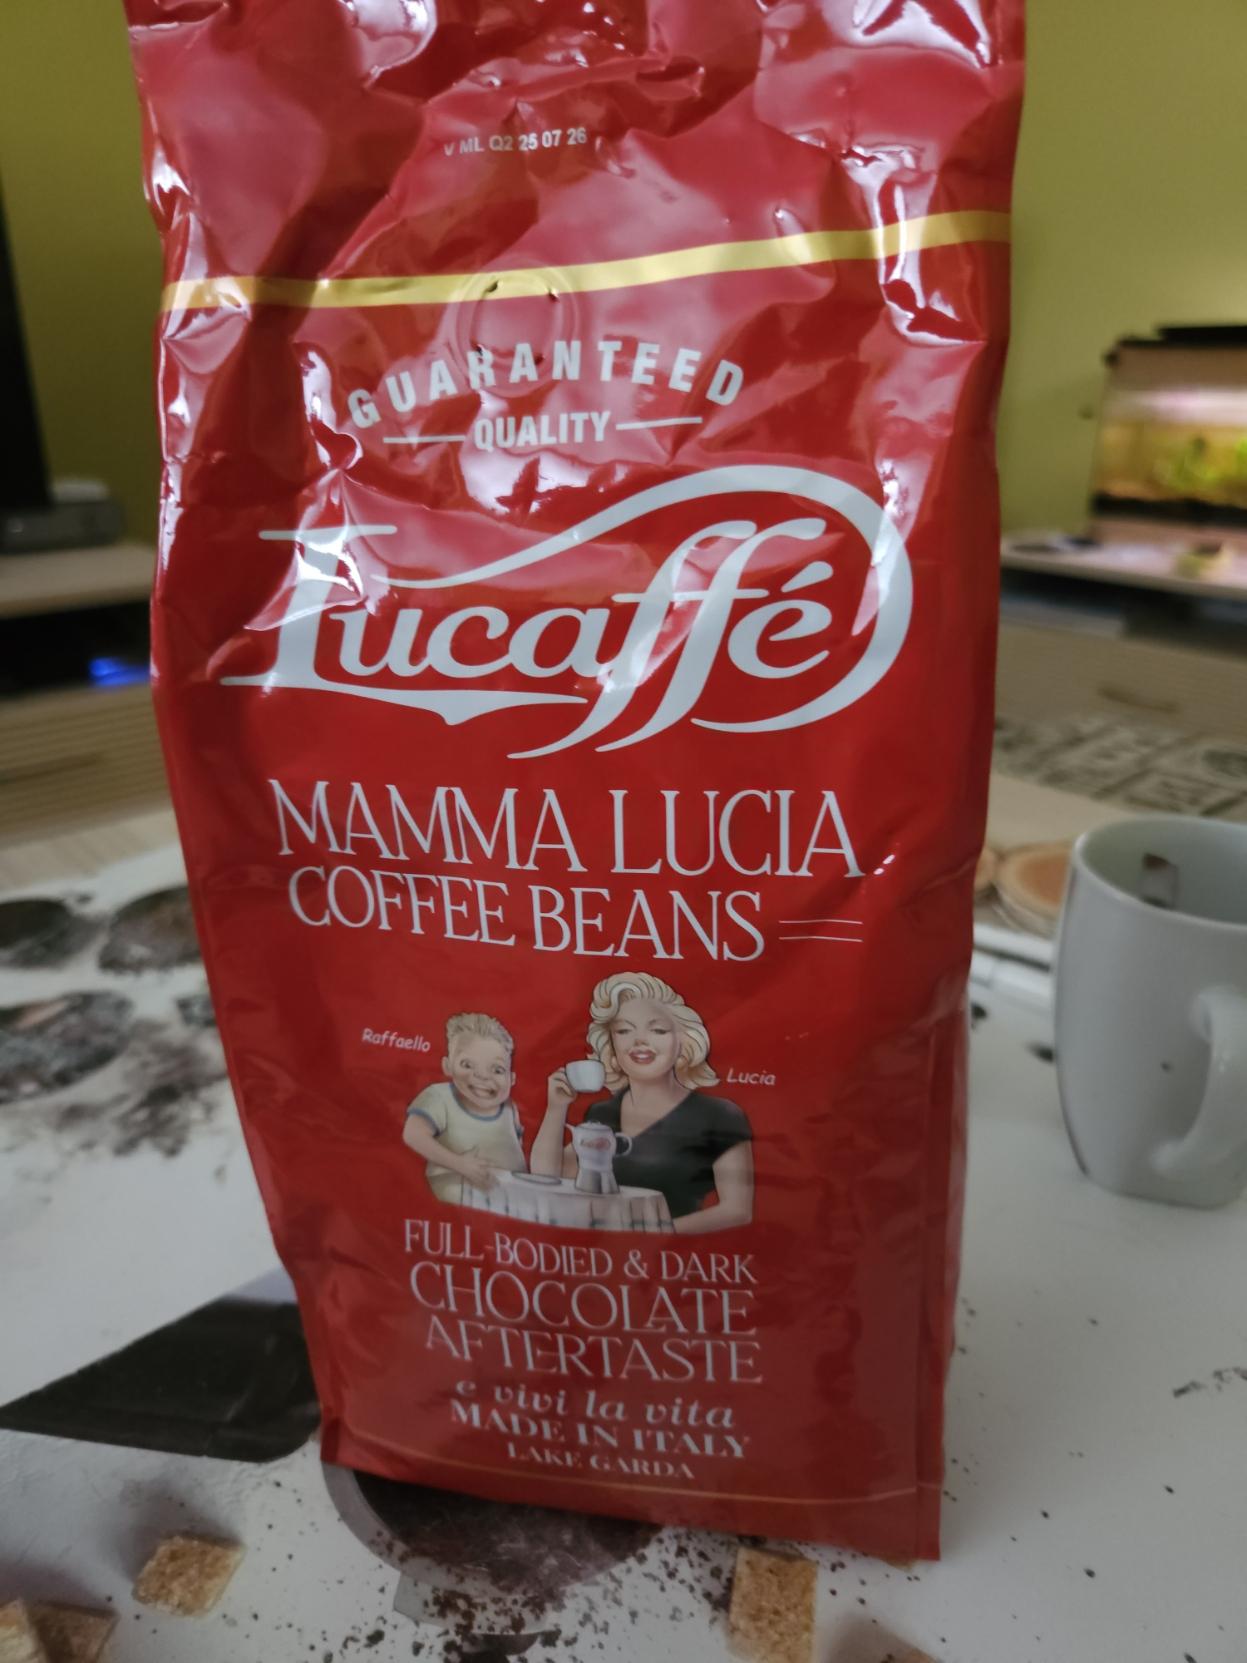 V ML Q2 25 07 26
GUARANTEED
QUALITY
Lucaffé
MAMMA LUCIA
COFFEE BEANS
Raffaello
Lucia
FULL-BODIED & DARK
CHOCOLATE
AFTERTASTE
e vivi la vita
MADE IN ITALY
LAKE GARDA